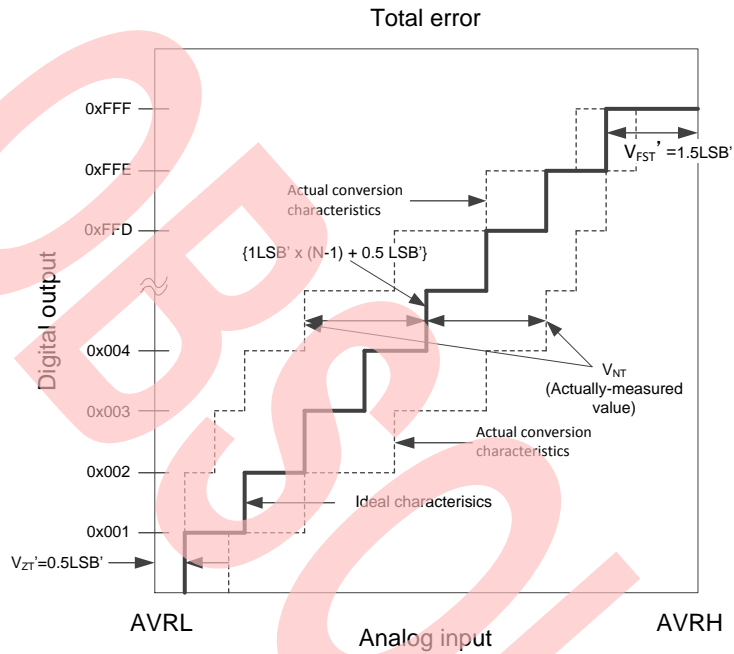 Total error
0xFFF
0xFFE
0xFFD
0x004
0x003
0x002
0x001
Digital output
V_FST' =1.5LSB'
Actual conversion
characteristics
{1LSB' x (N-1) + 0.5 LSB'}
V_NT
(Actually-measured
value)
Actual conversion
characteristics
Ideal characterisics
V_ZT'=0.5LSB'
AVRL
Analog input
AVRH
OBSOL